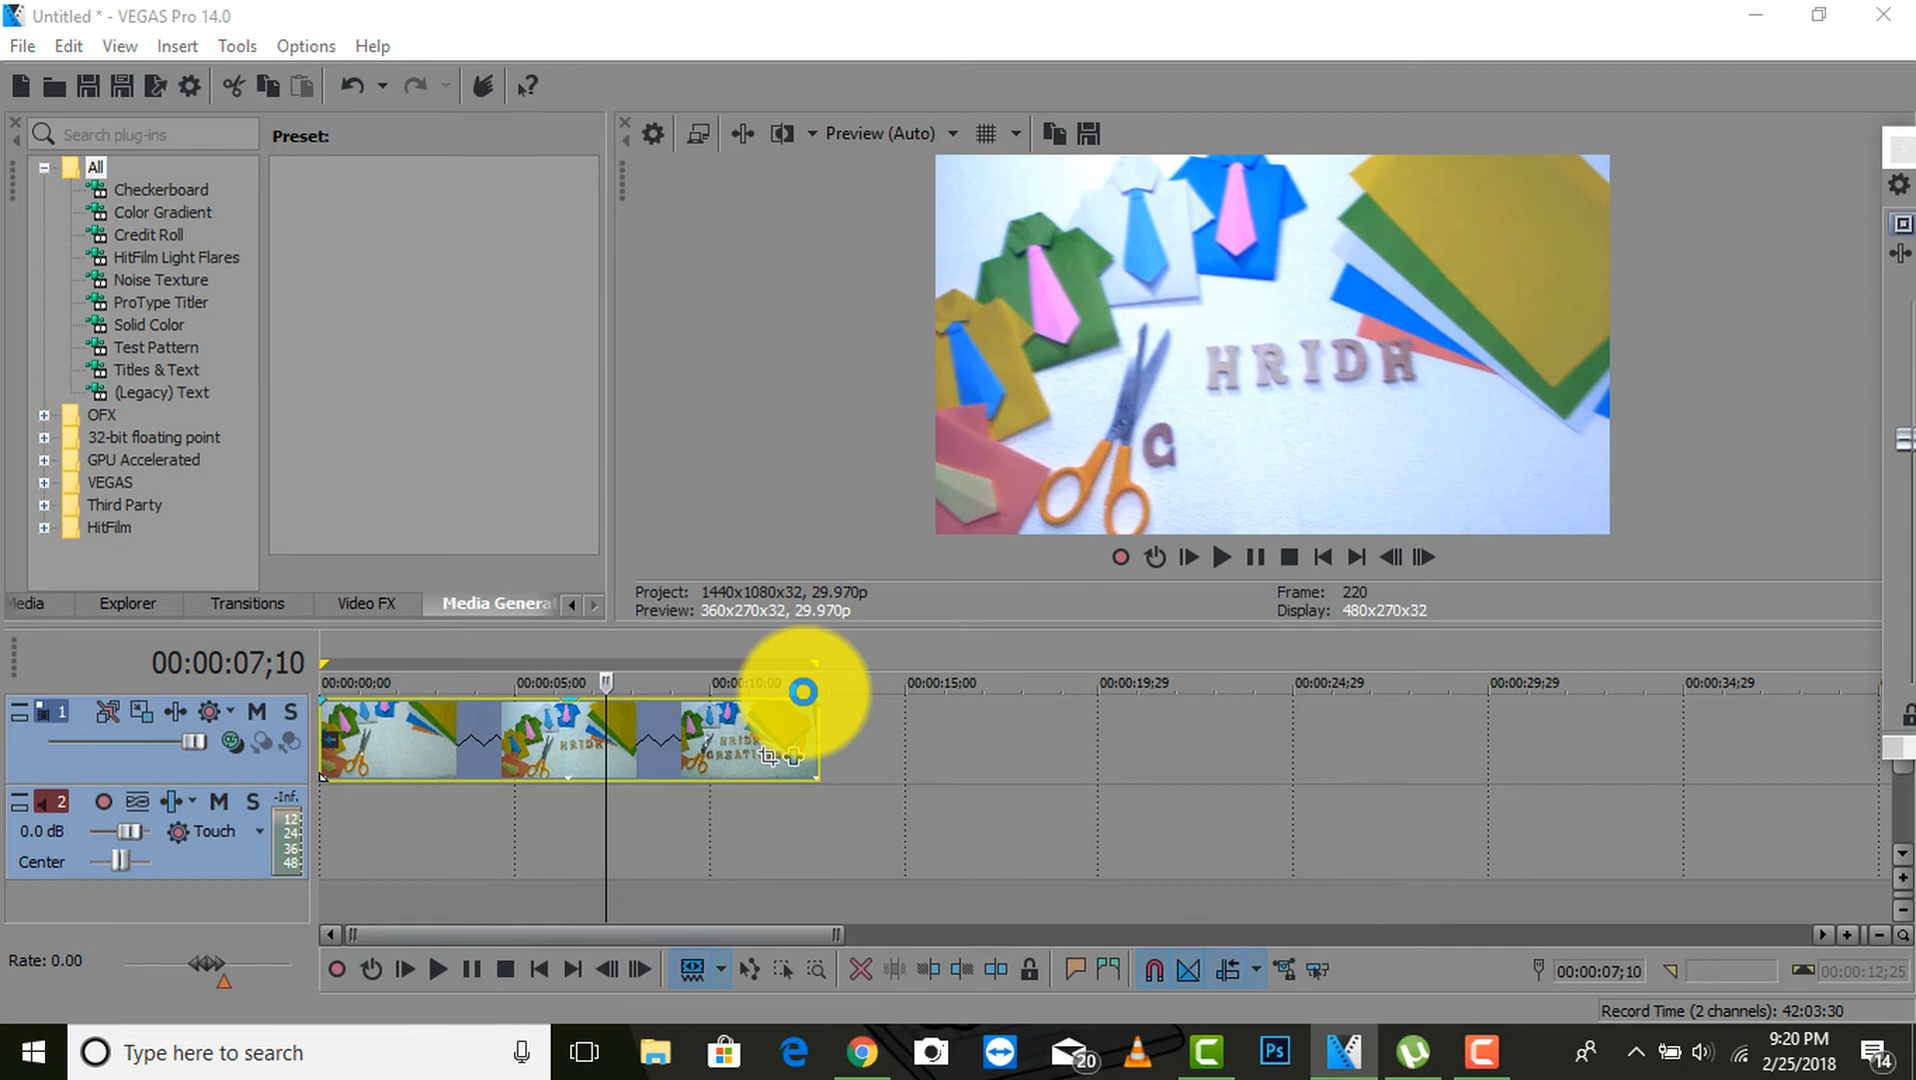 Untitled * - VEGAS Pro 14.0
File Edit View Insert Tools Options Help
Search plug-ins
Preset:
Preview (Auto)
All
Checkerboard
Color Gradient
Credit Roll
HitFilm Light Flares
Noise Texture
ProType Titler
Solid Color
Test Pattern
Titles & Text
(Legacy) Text
OFX
32-bit floating point
GPU Accelerated
VEGAS
Third Party
HitFilm
HRIDH
C
Project: 1440x1080x32, 29.970p
Preview: 360x270x32, 29.970p
Frame: 220
Display: 480x270x32
Media Explorer Transitions Video FX Media Genera
00:00:07;10
00:00:00;00 00:00:05;00 00:00:10;00 00:00:15;00 00:00:19;29 00:00:24;29 00:00:29;29 00:00:34;29
1 M S
HRIDH
HRIDH
CREATI
2 M S -Inf.
0.0 dB Touch
Center
12
24
36
48
Rate: 0.00
00:00:07;10 00:00:12;25
Record Time (2 channels): 42:03:30
Type here to search
20
Ps
9:20 PM
2/25/2018
14